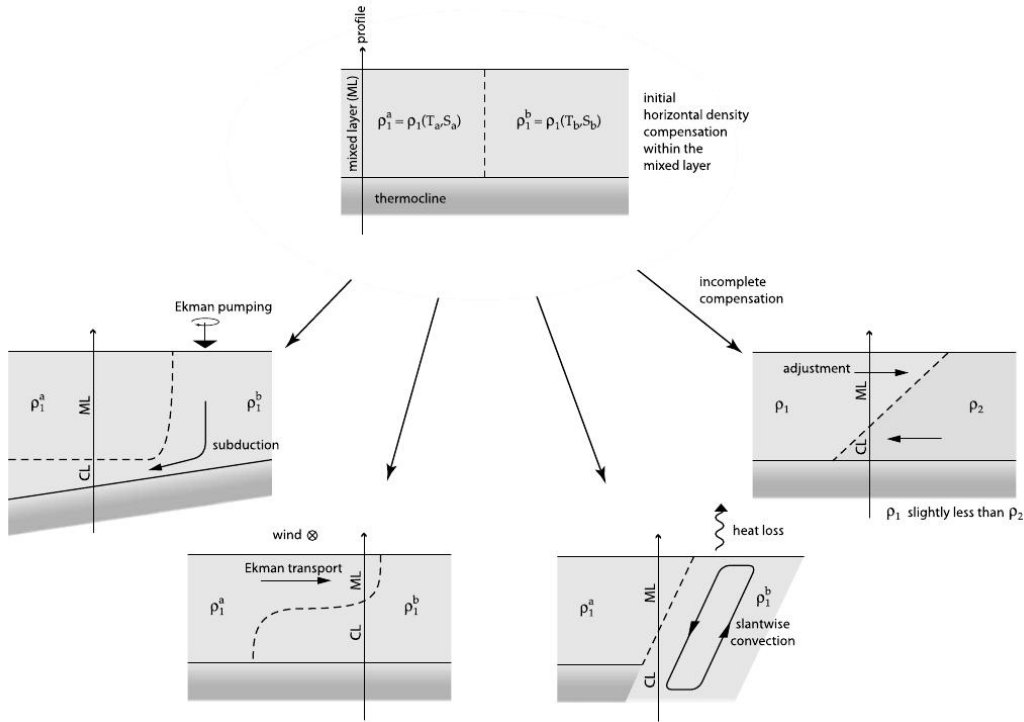 profile
mixed layer (ML)
ρ₁ᵃ = ρ₁(Tₐ,Sₐ)
ρ₁ᵇ = ρ₁(T_b,S_b)
thermocline
initial
horizontal density
compensation
within the
mixed layer
incomplete
compensation
Ekman pumping
ρ₁ᵃ
ML
ρ₁ᵇ
subduction
CL
adjustment
ML
ρ₁
ρ₂
CL
ρ₁ slightly less than ρ₂
wind ⊗
Ekman transport
ML
ρ₁ᵃ
ρ₁ᵇ
CL
heat loss
ML
ρ₁ᵃ
ρ₁ᵇ
slantwise
convection
CL